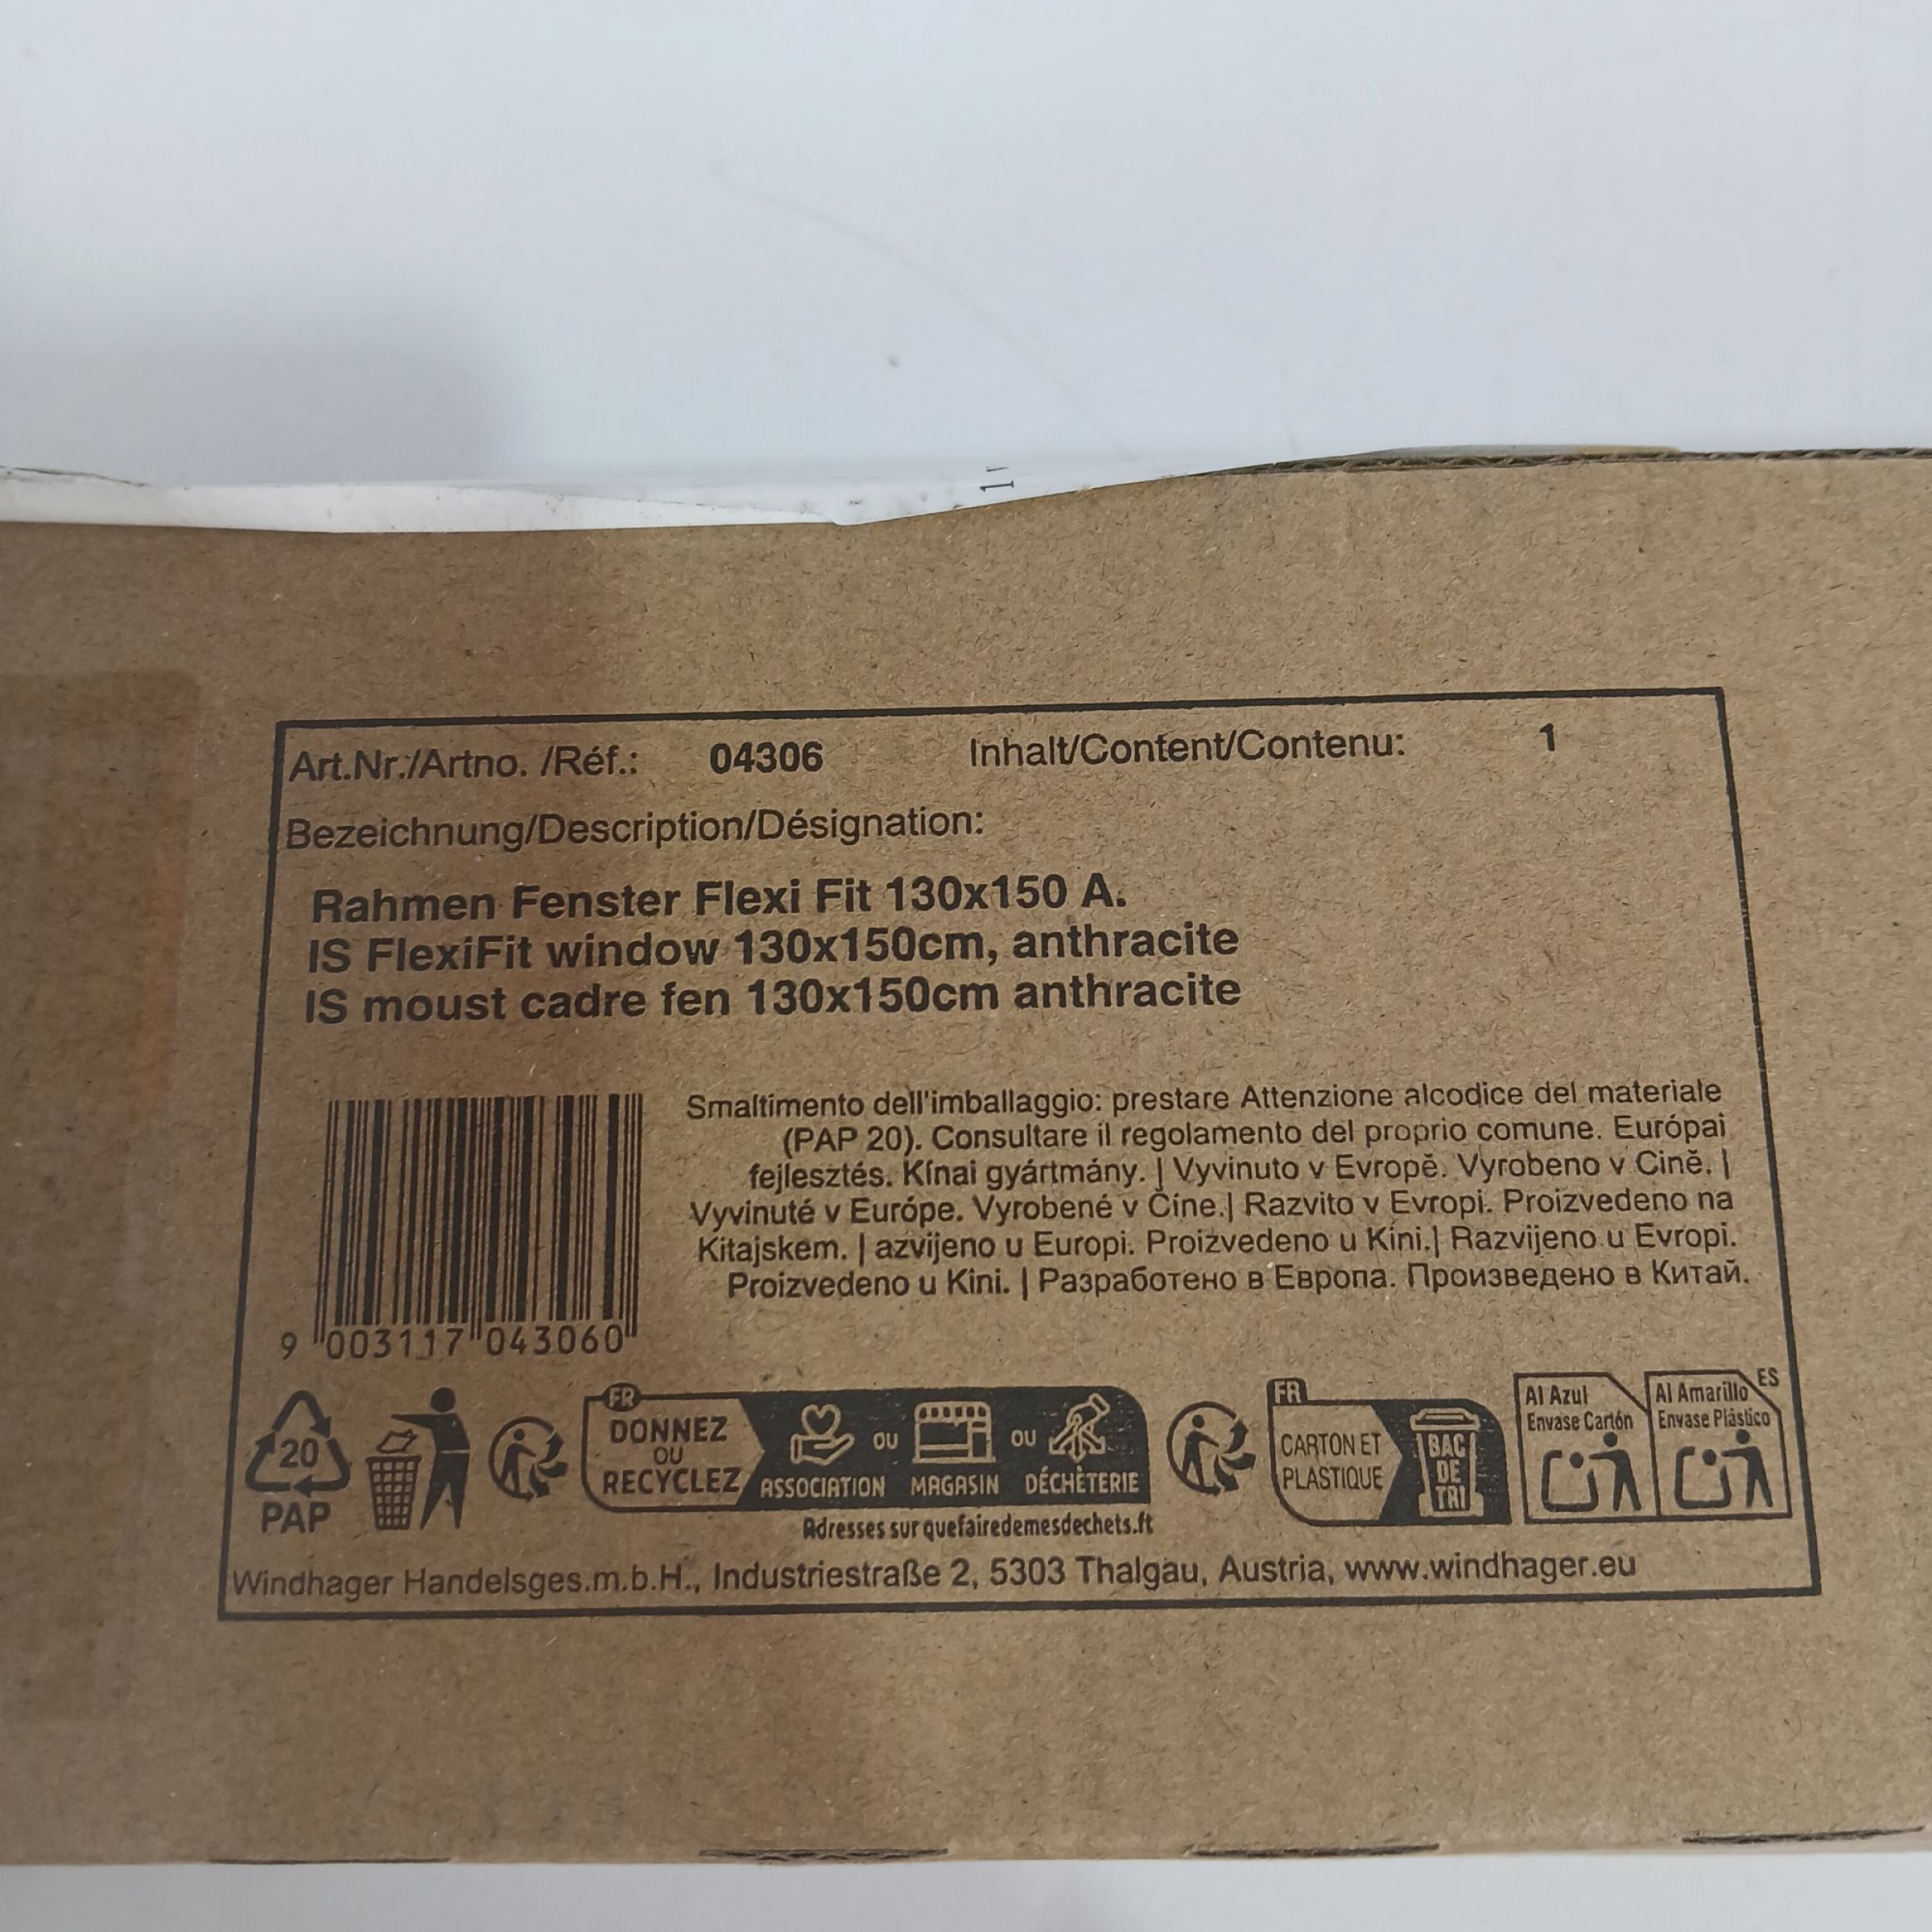 Art.Nr./Artno. /Réf.: 04306 Inhalt/Content/Contenu: 1
Bezeichnung/Description/Désignation:
Rahmen Fenster Flexi Fit 130x150 A.
IS FlexiFit window 130x150cm, anthracite
IS moust cadre fen 130x150cm anthracite
Smaltimento dell'imballaggio: prestare Attenzione alcodice del materiale
(PAP 20). Consultare il regolamento del proprio comune. Európai
fejlesztés. Kínai gyártmány. | Vyvinuto v Evropě. Vyrobeno v Cině. |
Vyvinuté v Európe. Vyrobené v Číne.| Razvito v Evropi. Proizvedeno na
Kitajskem. | azvijeno u Europi. Proizvedeno u Kini.| Razvijeno u Evropi.
Proizvedeno u Kini. | Разработено в Европа. Произведено в Китай.
9 003117 043060
20
PAP
FR
DONNEZ
OU
RECYCLEZ
ASSOCIATION OU MAGASIN OU DÉCHÈTERIE
Adresses sur quefairedemesdechets.ft
FR
CARTON ET
PLASTIQUE
BAC
DE
TRI
Al Azul
Envase Cartón
Al Amarillo
Envase Plástico
ES
Windhager Handelsges.m.b.H., Industriestraße 2, 5303 Thalgau, Austria, www.windhager.eu